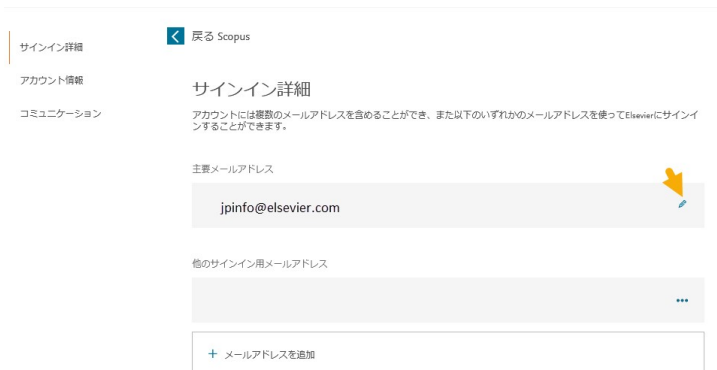 サインイン詳細
アカウント情報
コミュニケーション
戻る Scopus
サインイン詳細
アカウントには複数のメールアドレスを含めることができ、また以下のいずれかのメールアドレスを使ってElsevierにサインイ
ンすることができます。
主要メールアドレス
jpinfo@elsevier.com
他のサインイン用メールアドレス
+ メールアドレスを追加